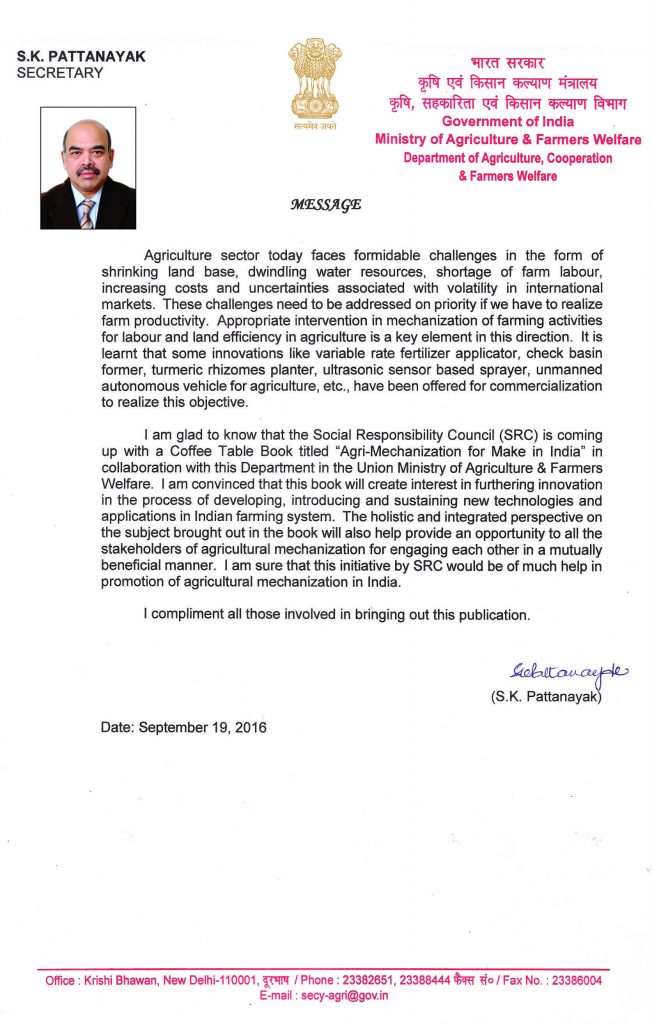 S.K. PATTANAYAK
SECRETARY
सत्यमेव जयते
भारत सरकार
कृषि एवं किसान कल्याण मंत्रालय
कृषि, सहकारिता एवं किसान कल्याण विभाग
Government of India
Ministry of Agriculture & Farmers Welfare
Department of Agriculture, Cooperation
& Farmers Welfare
MESSAGE
Agriculture sector today faces formidable challenges in the form of
shrinking land base, dwindling water resources, shortage of farm labour,
increasing costs and uncertainties associated with volatility in international
markets. These challenges need to be addressed on priority if we have to realize
farm productivity. Appropriate intervention in mechanization of farming activities
for labour and land efficiency in agriculture is a key element in this direction. It is
learnt that some innovations like variable rate fertilizer applicator, check basin
former, turmeric rhizomes planter, ultrasonic sensor based sprayer, unmanned
autonomous vehicle for agriculture, etc., have been offered for commercialization
to realize this objective.
I am glad to know that the Social Responsibility Council (SRC) is coming
up with a Coffee Table Book titled “Agri-Mechanization for Make in India” in
collaboration with this Department in the Union Ministry of Agriculture & Farmers
Welfare. I am convinced that this book will create interest in furthering innovation
in the process of developing, introducing and sustaining new technologies and
applications in Indian farming system. The holistic and integrated perspective on
the subject brought out in the book will also help provide an opportunity to all the
stakeholders of agricultural mechanization for engaging each other in a mutually
beneficial manner. I am sure that this initiative by SRC would be of much help in
promotion of agricultural mechanization in India.
I compliment all those involved in bringing out this publication.
(S.K. Pattanayak)
Date: September 19, 2016
Office : Krishi Bhawan, New Delhi-110001, दूरभाष / Phone : 23382651, 23388444 फैक्स सं० / Fax No. : 23386004
E-mail : secy-agri@gov.in